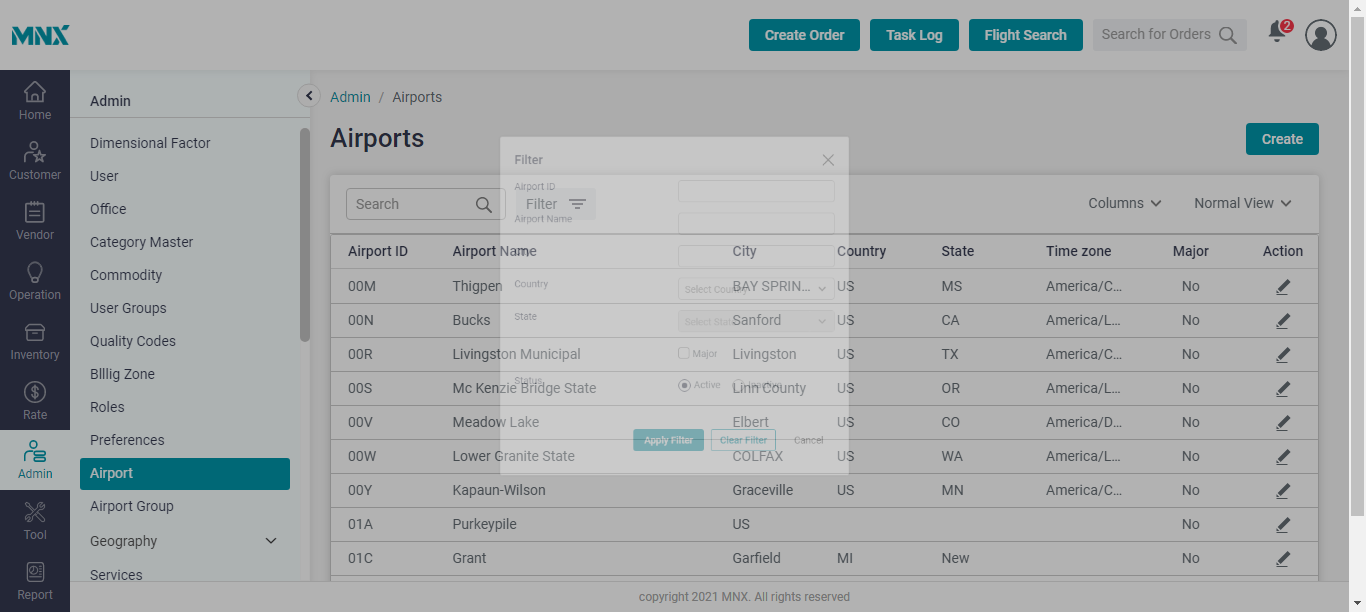 MNX
Create Order
Task Log
Flight Search
Search for Orders
2
Home
Customer
Vendor
Operation
Inventory
Rate
Admin
Tool
Report
Admin
Dimensional Factor
User
Office
Category Master
Commodity
User Groups
Quality Codes
Blllig Zone
Roles
Preferences
Airport
Airport Group
Geography
Services
Admin / Airports
Airports
Create
Search
Filter
Columns
Normal View
Airport ID Airport Name City Country State Time zone Major Action
00M Thigpen BAY SPRIN... US MS America/C... No
00N Bucks Sanford US CA America/L... No
00R Livingston Municipal Livingston US TX America/C... No
00S Mc Kenzie Bridge State Linn County US OR America/L... No
00V Meadow Lake Elbert US CO America/D... No
00W Lower Granite State COLFAX US WA America/L... No
00Y Kapaun-Wilson Graceville US MN America/C... No
01A Purkeypile US No
01C Grant Garfield MI New No
Filter
Airport ID
Airport Name
Country
Select Country
State
Select State
Major
Status
Active
Apply Filter
Clear Filter
Cancel
copyright 2021 MNX. All rights reserved